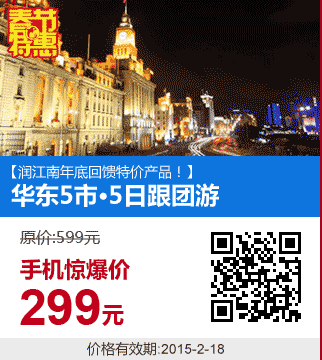 春节
特惠
【润江南年底回馈特价产品！】
华东5市•5日跟团游
原价:599元
手机惊爆价
299元
价格有效期:2015-2-18